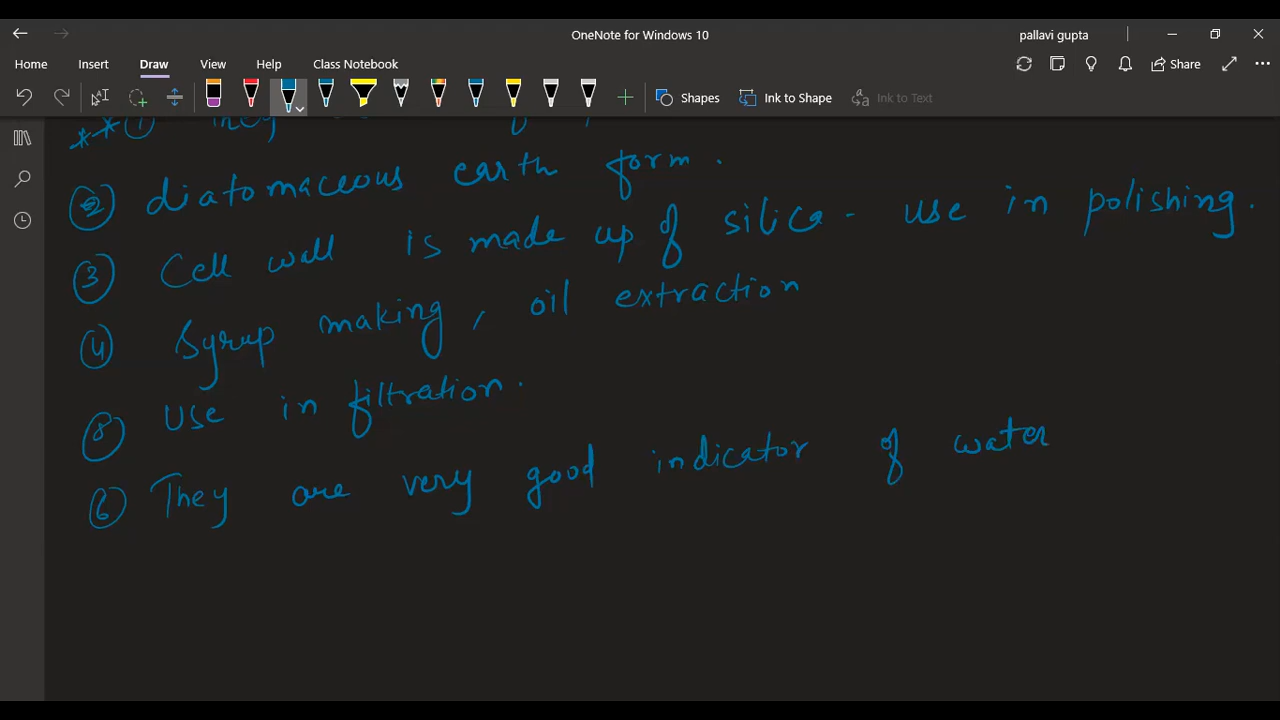 OneNote for Windows 10
pallavi gupta
Home Insert Draw View Help Class Notebook
Share
Shapes Ink to Shape Ink to Text
** ①
② diatomaceous earth form.
③ Cell wall is made up of silica - use in polishing.
④ Syrup making, oil extraction
⑧ Use in filtration.
⑥ They are very good indicator of water